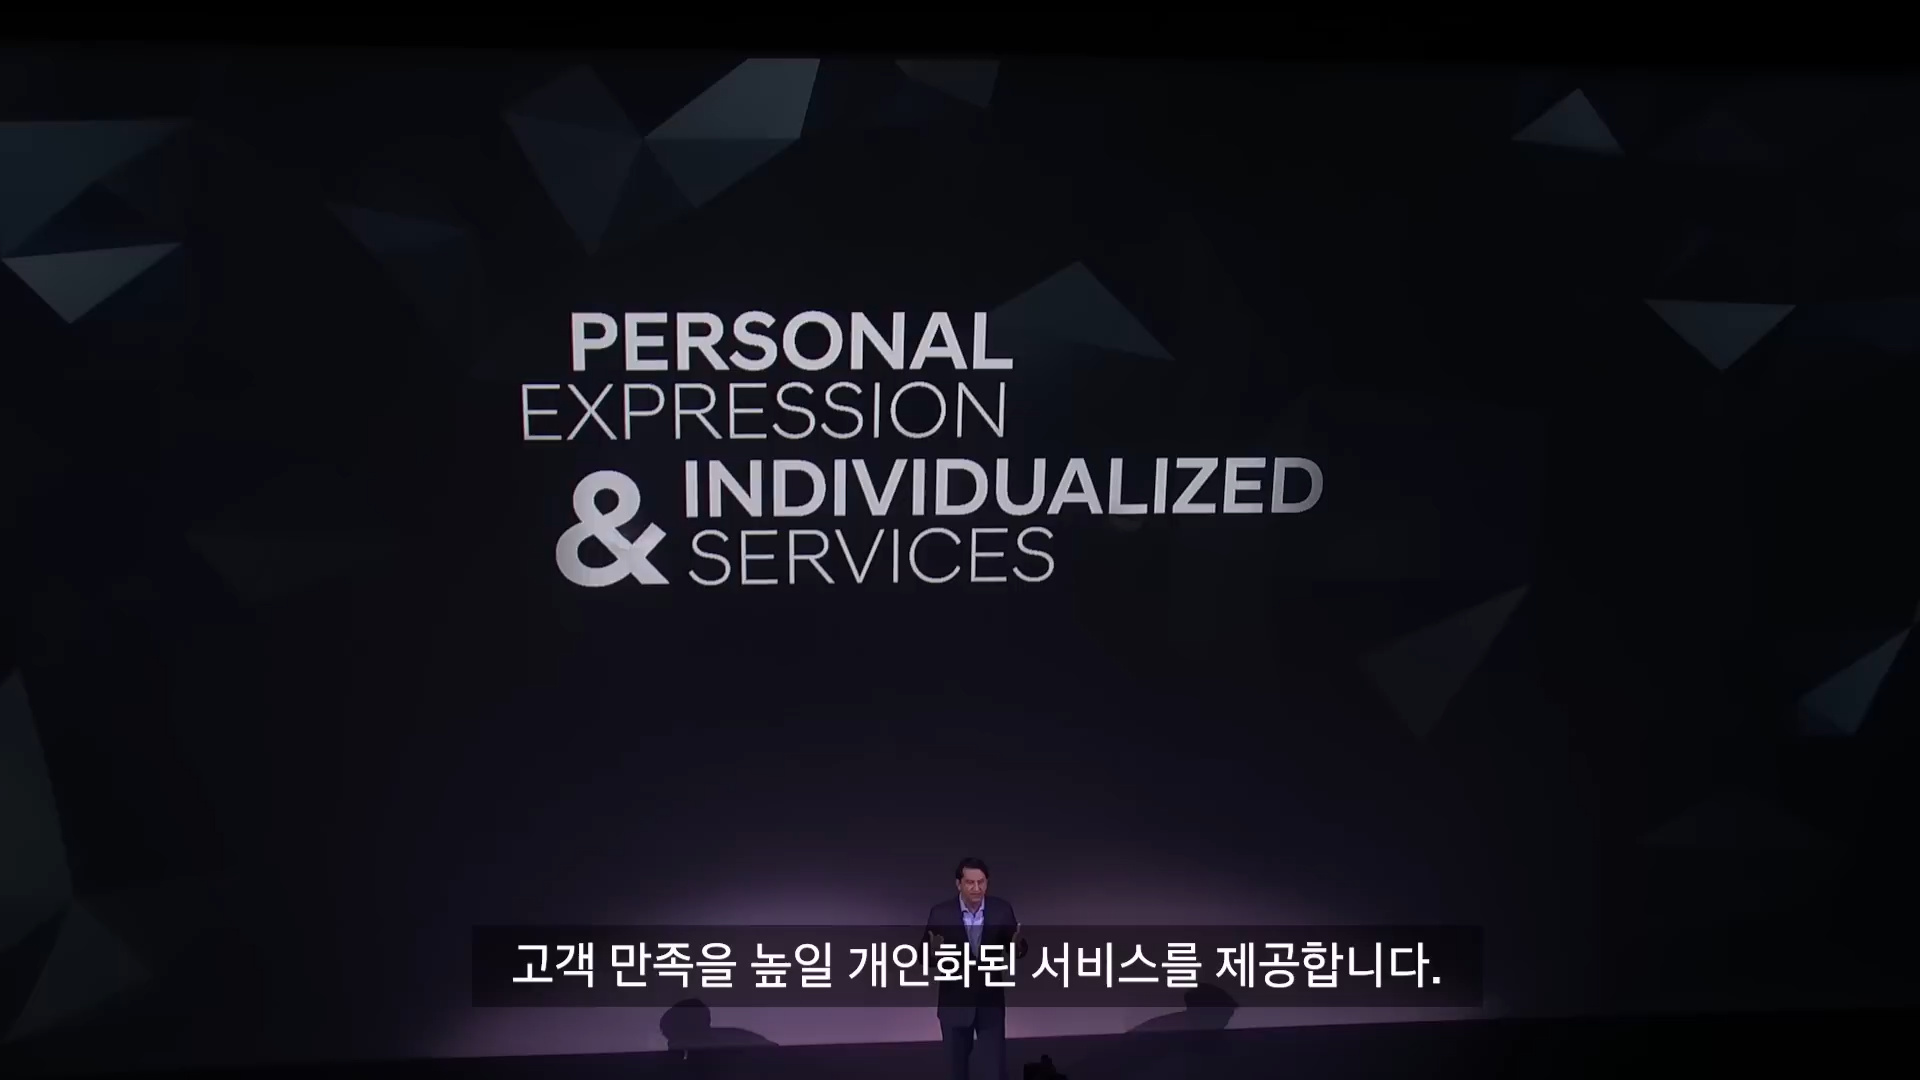 PERSONAL
EXPRESSION
& INDIVIDUALIZED
SERVICES
고객 만족을 높일 개인화된 서비스를 제공합니다.